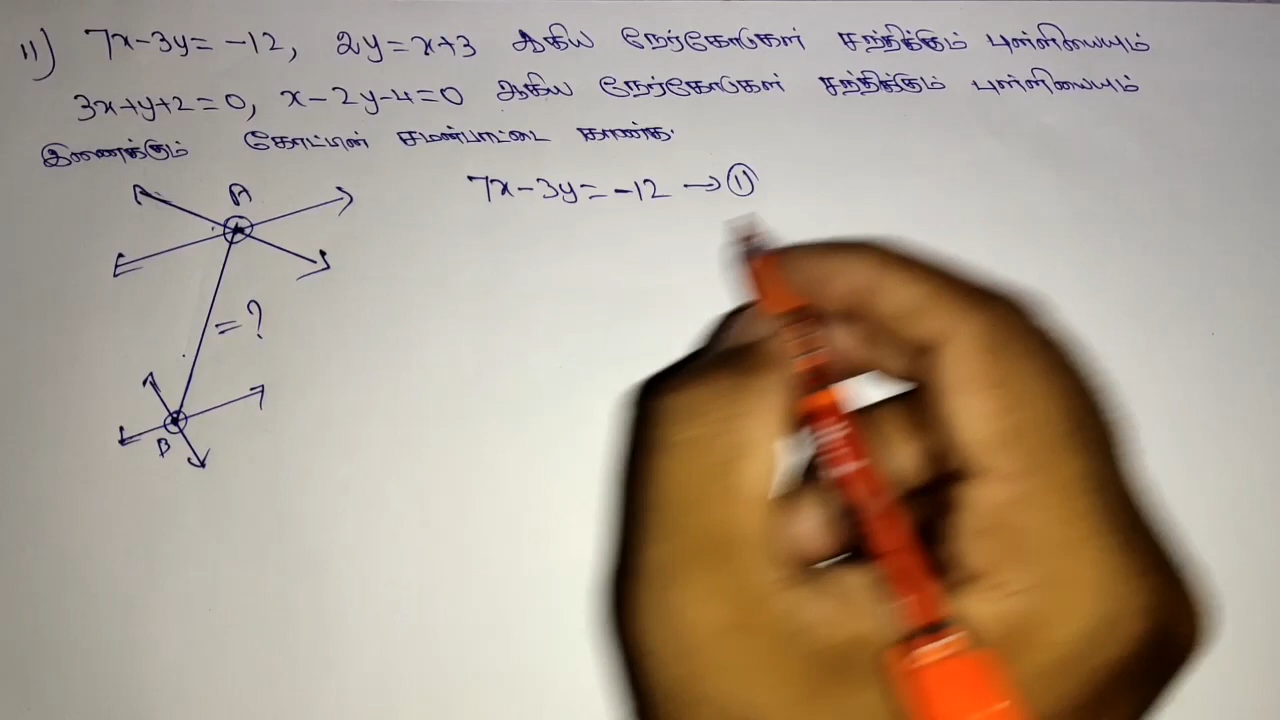 11) 7x-3y= -12, 2y=x+3 ஆகிய நேர்கோடுகள் சந்திக்கும் புள்ளியையும்
3x+y+2=0, x-2y-4=0 ஆகிய நேர்கோடுகள் சந்திக்கும் புள்ளியையும்
இணைக்கும் கோட்டின் சமன்பாட்டை காண்க.
7x-3y= -12 → ①
A
= ?
B